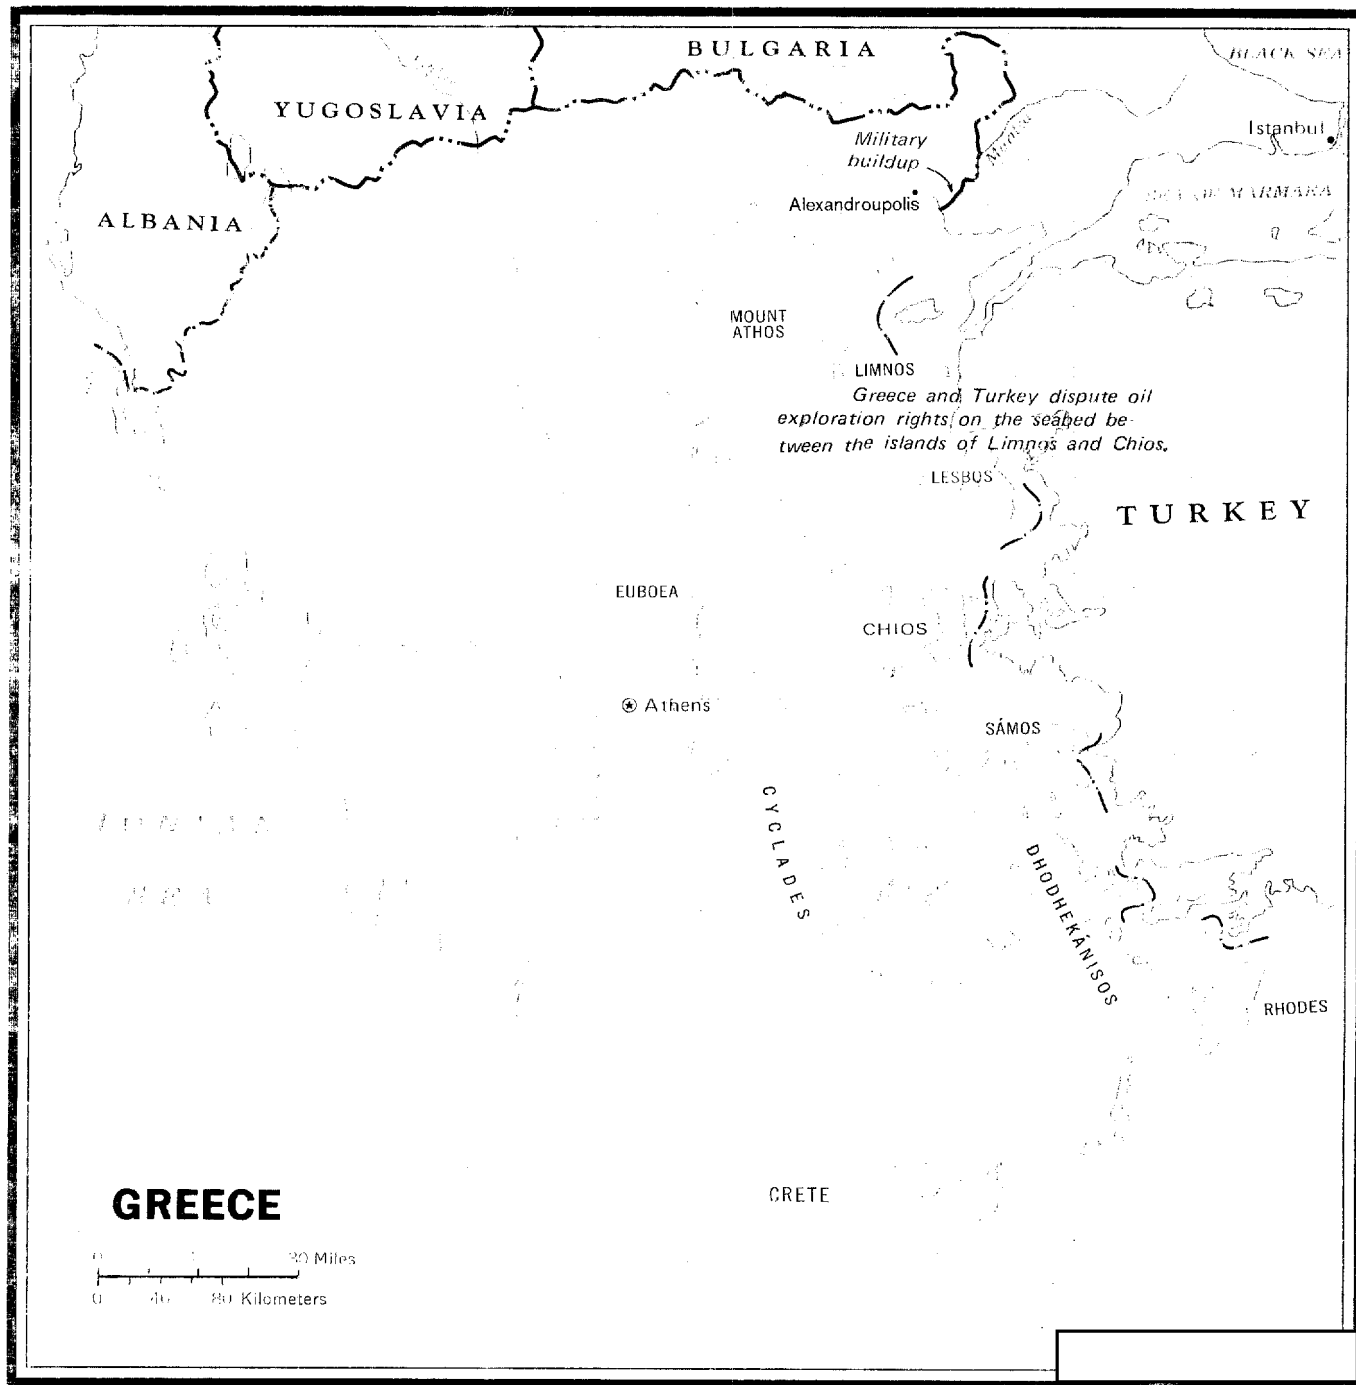 BULGARIA
BLACK SEA
YUGOSLAVIA
Istanbul
Military
buildup
Alexandroupolis
ALBANIA
MARMARA
MOUNT
ATHOS
LIMNOS
Greece and Turkey dispute oil
exploration rights on the seabed be-
tween the islands of Limnos and Chios.
LESBOS
TURKEY
EUBOEA
CHIOS
Athens
SÁMOS
CYCLADES
DHODHEKÁNISOS
RHODES
CRETE
GREECE
0 Miles
0 40 80 Kilometers